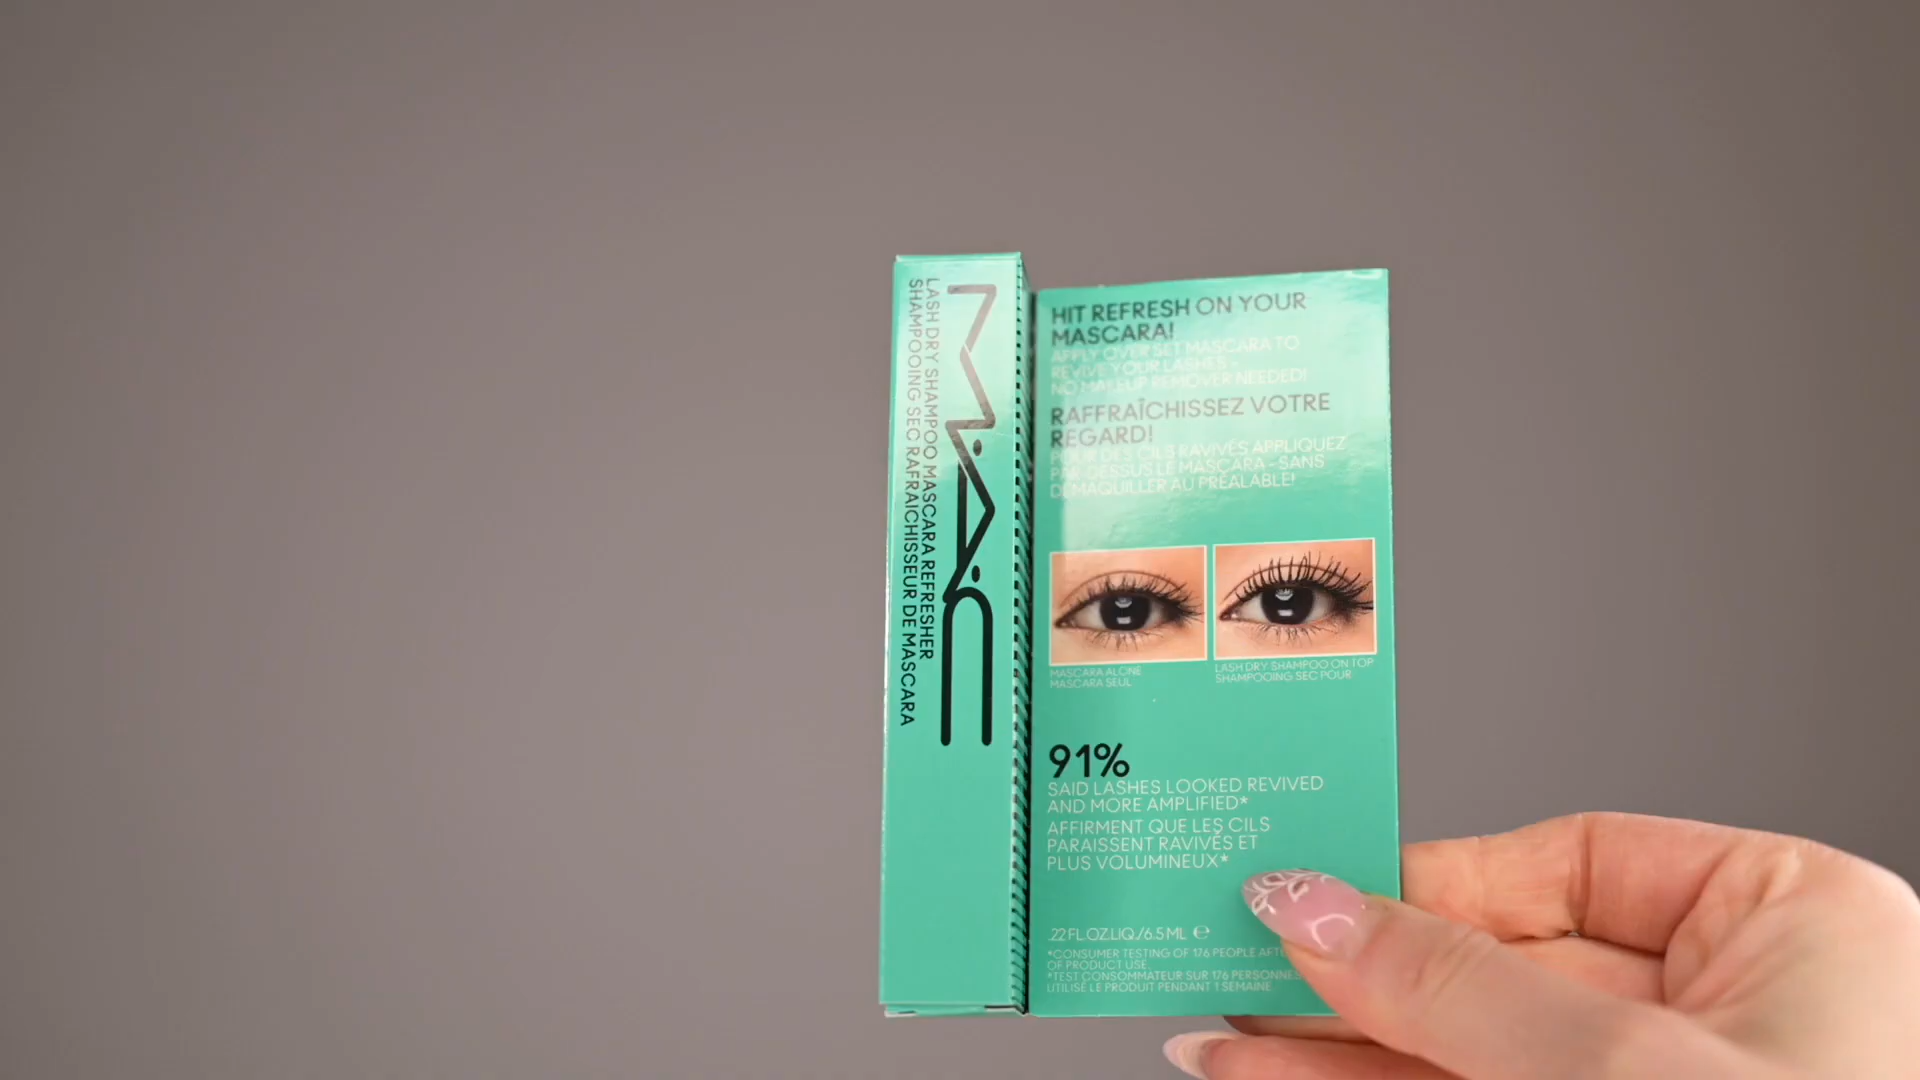 MAC
LASH DRY SHAMPOO MASCARA REFRESHER
SHAMPOOING SEC RAFRAICHISSEUR DE MASCARA
HIT REFRESH ON YOUR
MASCARA!
APPLY OVER SET MASCARA TO
REVIVE YOUR LASHES -
NO MAKEUP REMOVER NEEDED!
RAFFRAÎCHISSEZ VOTRE
REGARD!
POUR DES CILS RAVIVÉS APPLIQUEZ
PAR-DESSUS LE MASCARA - SANS
DÉMAQUILLER AU PRÉALABLE!
MASCARA ALONE
MASCARA SEUL
LASH DRY SHAMPOO ON TOP
SHAMPOOING SEC POUR
91%
SAID LASHES LOOKED REVIVED
AND MORE AMPLIFIED*
AFFIRMENT QUE LES CILS
PARAISSENT RAVIVÉS ET
PLUS VOLUMINEUX*
.22 FL.OZ.LIQ./6.5 ML ℮
*CONSUMER TESTING OF 176 PEOPLE
OF PRODUCT USE.
*TEST CONSOMMATEUR SUR 176 PERSONNES
UTILISÉ LE PRODUIT PENDANT 1 SEMAINE